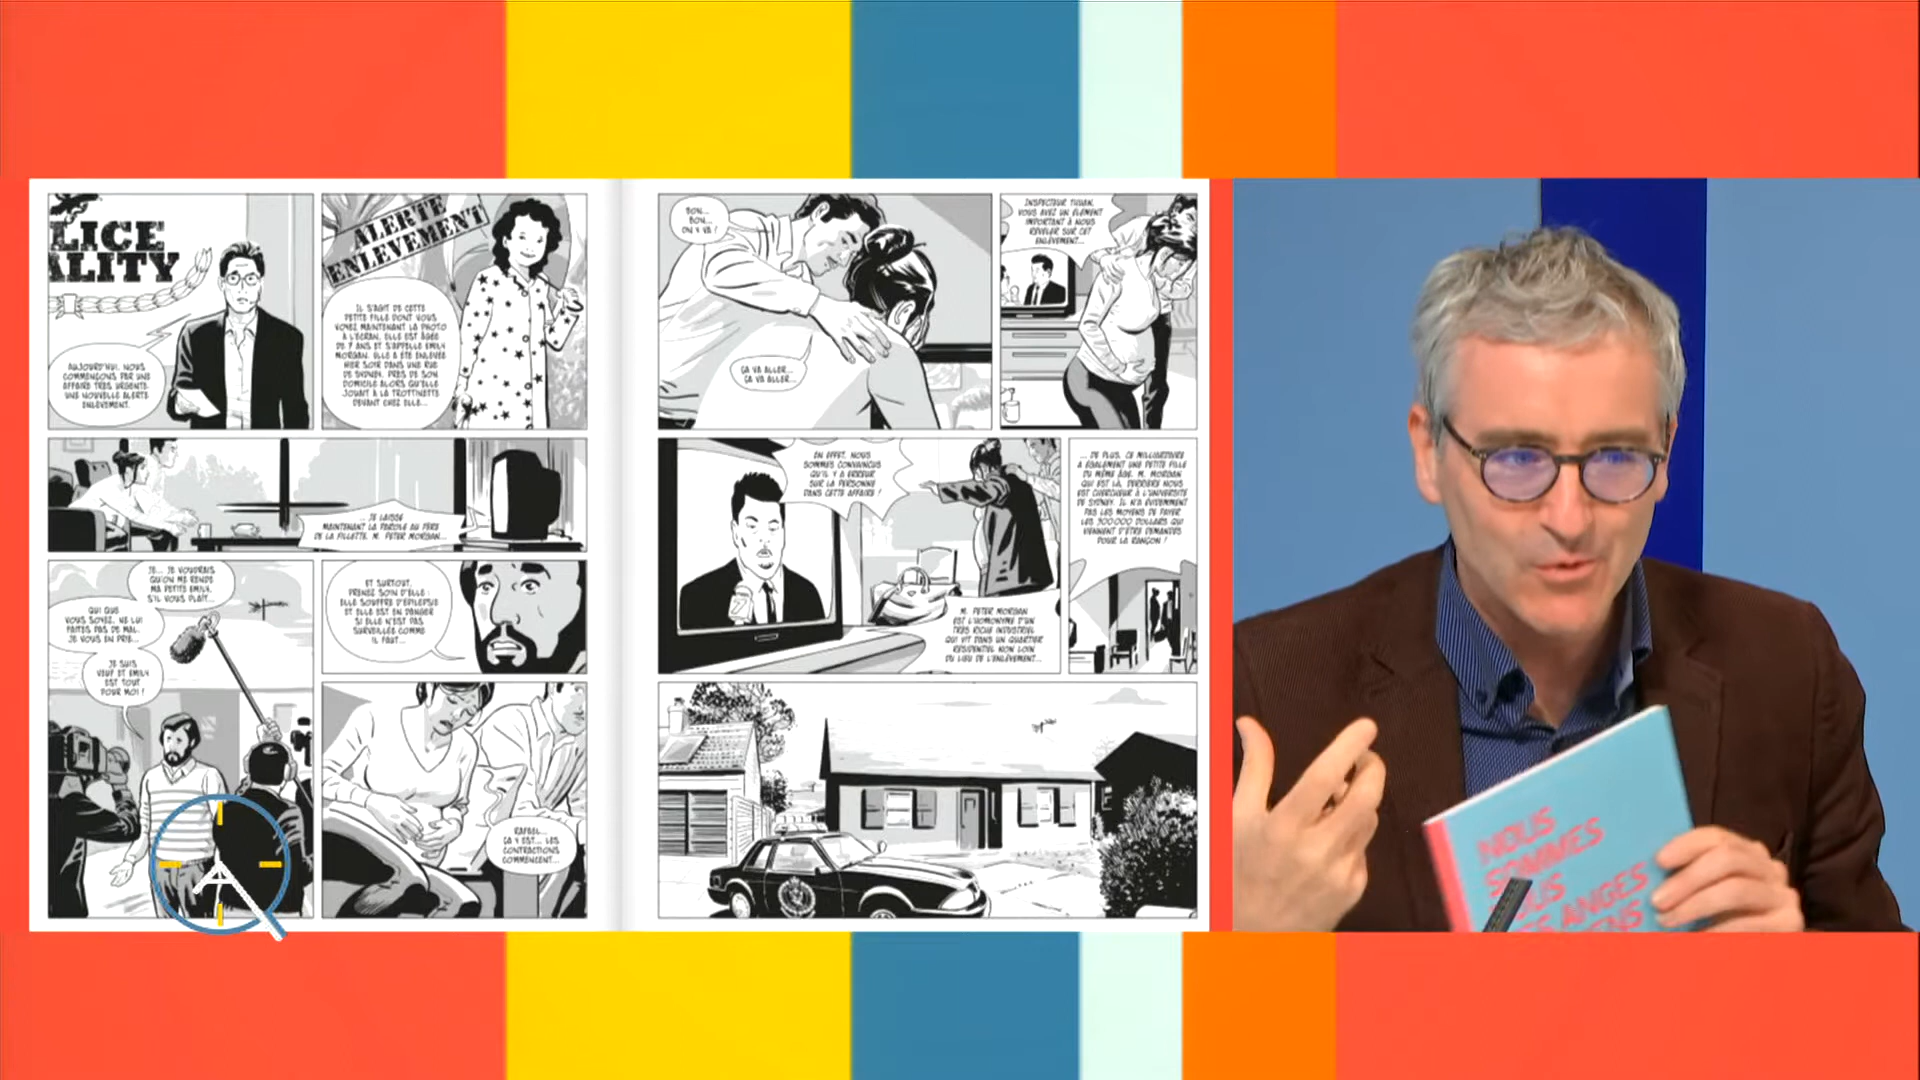 LICE
ALITY
AUJOURD'HUI, NOUS
COMMENÇONS PAR UNE
AFFAIRE TRÈS URGENTE.
UNE NOUVELLE ALERTE
ENLÈVEMENT.
ALERTE
ENLÈVEMENT
IL S'AGIT DE CETTE
PETITE FILLE DONT VOUS
VOYEZ MAINTENANT LA PHOTO
À L'ÉCRAN. ELLE EST ÂGÉE
DE 7 ANS ET S'APPELLE EMILY
MORGAN. ELLE A ÉTÉ ENLEVÉE
HIER SOIR DANS UNE RUE
DE SYDNEY, PRÈS DE SON
DOMICILE ALORS QU'ELLE
JOUAIT À LA TROTTINETTE
DEVANT CHEZ ELLE...
... JE LAISSE
MAINTENANT LA PAROLE AU PÈRE
DE LA FILLETTE, M. PETER MORGAN...
JE... JE VOUDRAIS
QU'ON ME RENDE
MA PETITE EMILY,
S'IL VOUS PLAÎT...
QUI QUE
VOUS SOYEZ, NE LUI
FAITES PAS DE MAL,
JE VOUS EN PRIE...
JE SUIS
VEUF ET EMILY
EST TOUT
POUR MOI !
ET SURTOUT,
PRENEZ SOIN D'ELLE :
ELLE SOUFFRE D'ÉPILEPSIE
ET ELLE EST EN DANGER
SI ELLE N'EST PAS
SURVEILLÉE COMME
IL FAUT...
RAFAEL...
ÇA Y EST... LES
CONTRACTIONS
COMMENCENT...
BON...
BON...
ON Y VA !
ÇA VA ALLER...
ÇA VA ALLER...
INSPECTEUR TUUAN,
VOUS AVEZ UN ÉLÉMENT
IMPORTANT À NOUS
RÉVÉLER SUR CET
ENLÈVEMENT...
EN EFFET, NOUS
SOMMES CONVAINCUS
QU'IL Y A ERREUR
SUR LA PERSONNE
DANS CETTE AFFAIRE !
7
M. PETER MORGAN
EST L'HOMONYME D'UN
TRÈS RICHE INDUSTRIEL
QUI VIT DANS UN QUARTIER
RÉSIDENTIEL NON LOIN
DU LIEU DE L'ENLÈVEMENT...
... DE PLUS, CE MILLIARDAIRE
A ÉGALEMENT UNE PETITE FILLE
DU MÊME ÂGE. M. MORGAN
QUI EST LÀ, DERRIÈRE NOUS
EST CHERCHEUR À L'UNIVERSITÉ
DE SYDNEY. IL N'A ÉVIDEMMENT
PAS LES MOYENS DE PAYER
LES 300 000 DOLLARS QUI
VIENNENT D'ÊTRE DEMANDÉS
POUR LA RANÇON !
NOUS
SOMMES
ANGES